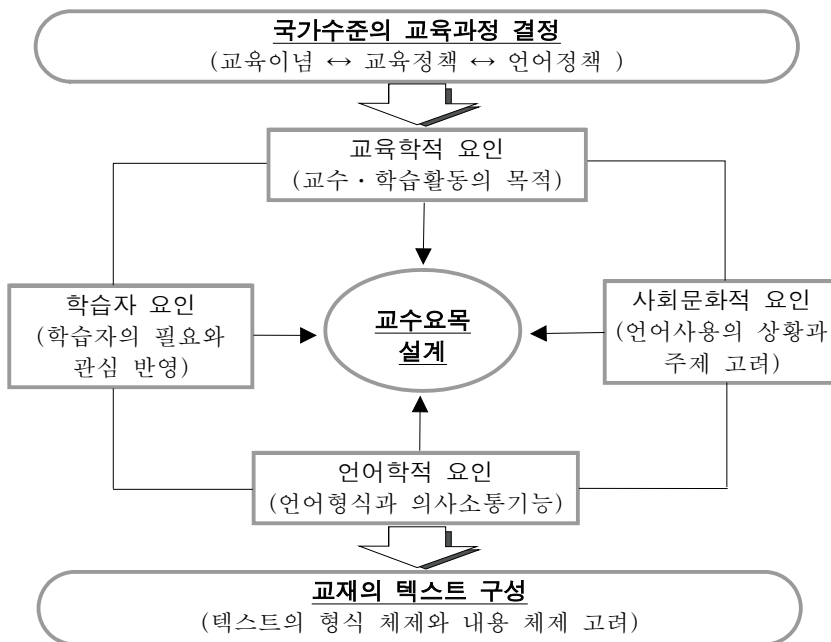 국가수준의 교육과정 결정
(교육이념 ↔ 교육정책 ↔ 언어정책 )
교육학적 요인
(교수·학습활동의 목적)
학습자 요인
(학습자의 필요와
관심 반영)
교수요목
설계
사회문화적 요인
(언어사용의 상황과
주제 고려)
언어학적 요인
(언어형식과 의사소통기능)
교재의 텍스트 구성
(텍스트의 형식 체제와 내용 체제 고려)